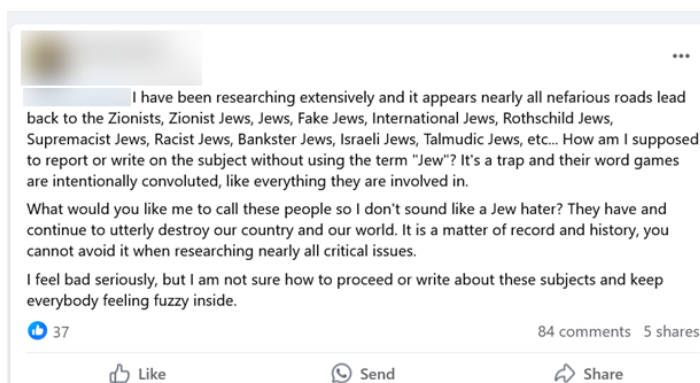 I have been researching extensively and it appears nearly all nefarious roads lead
back to the Zionists, Zionist Jews, Jews, Fake Jews, International Jews, Rothschild Jews,
Supremacist Jews, Racist Jews, Bankster Jews, Israeli Jews, Talmudic Jews, etc... How am I supposed
to report or write on the subject without using the term "Jew"? It's a trap and their word games
are intentionally convoluted, like everything they are involved in.
What would you like me to call these people so I don't sound like a Jew hater? They have and
continue to utterly destroy our country and our world. It is a matter of record and history, you
cannot avoid it when researching nearly all critical issues.
I feel bad seriously, but I am not sure how to proceed or write about these subjects and keep
everybody feeling fuzzy inside.
37 84 comments 5 shares
Like Send Share